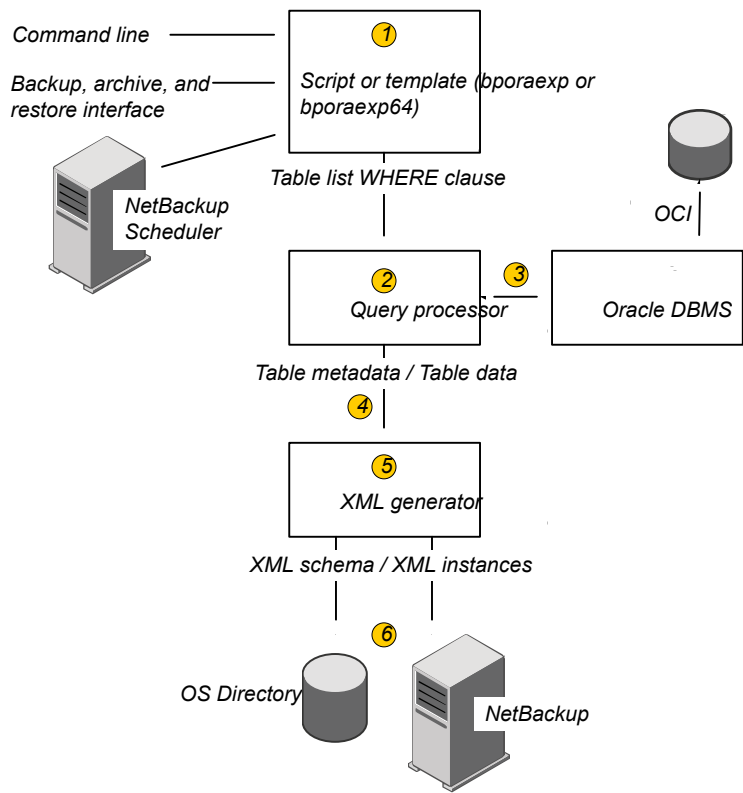 Command line
1
Backup, archive, and
restore interface
Script or template (bporaexp or
bporaexp64)
Table list WHERE clause
NetBackup
Scheduler
OCI
2
3
Query processor
Oracle DBMS
Table metadata / Table data
4
5
XML generator
XML schema / XML instances
6
OS Directory
NetBackup